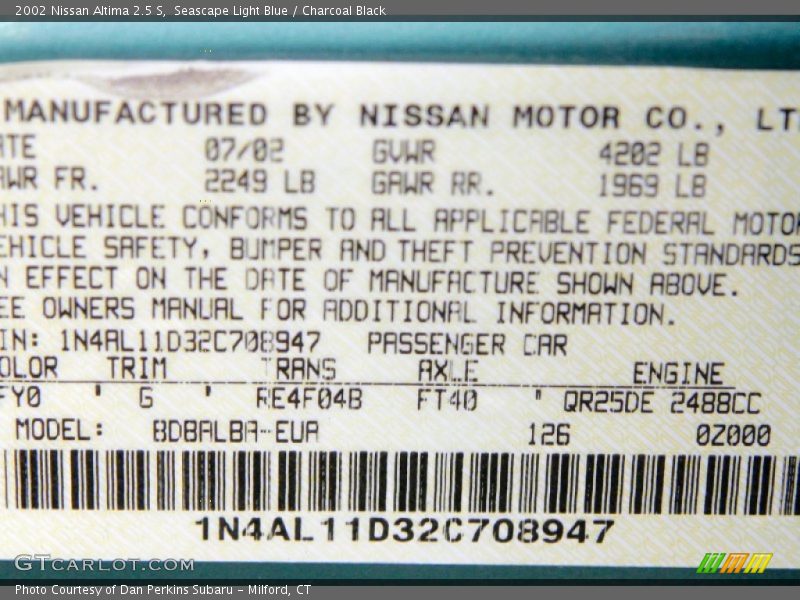 2002 Nissan Altima 2.5 S, Seascape Light Blue / Charcoal Black
MANUFACTURED BY NISSAN MOTOR CO., LT
ATE 07/02 GVWR 4202 LB
AWR FR. 2249 LB GAWR RR. 1969 LB
HIS VEHICLE CONFORMS TO ALL APPLICABLE FEDERAL MOTOR
EHICLE SAFETY, BUMPER AND THEFT PREVENTION STANDARDS
N EFFECT ON THE DATE OF MANUFACTURE SHOWN ABOVE.
EE OWNERS MANUAL FOR ADDITIONAL INFORMATION.
IN: 1N4AL11D32C708947 PASSENGER CAR
OLOR TRIM TRANS AXLE ENGINE
FY0 ' G ' RE4F04B FT40 " QR25DE 2488CC
MODEL: BDBALBA-EUA 126 0Z000
1N4AL11D32C708947
GTCARLOT.COM
Photo Courtesy of Dan Perkins Subaru - Milford, CT